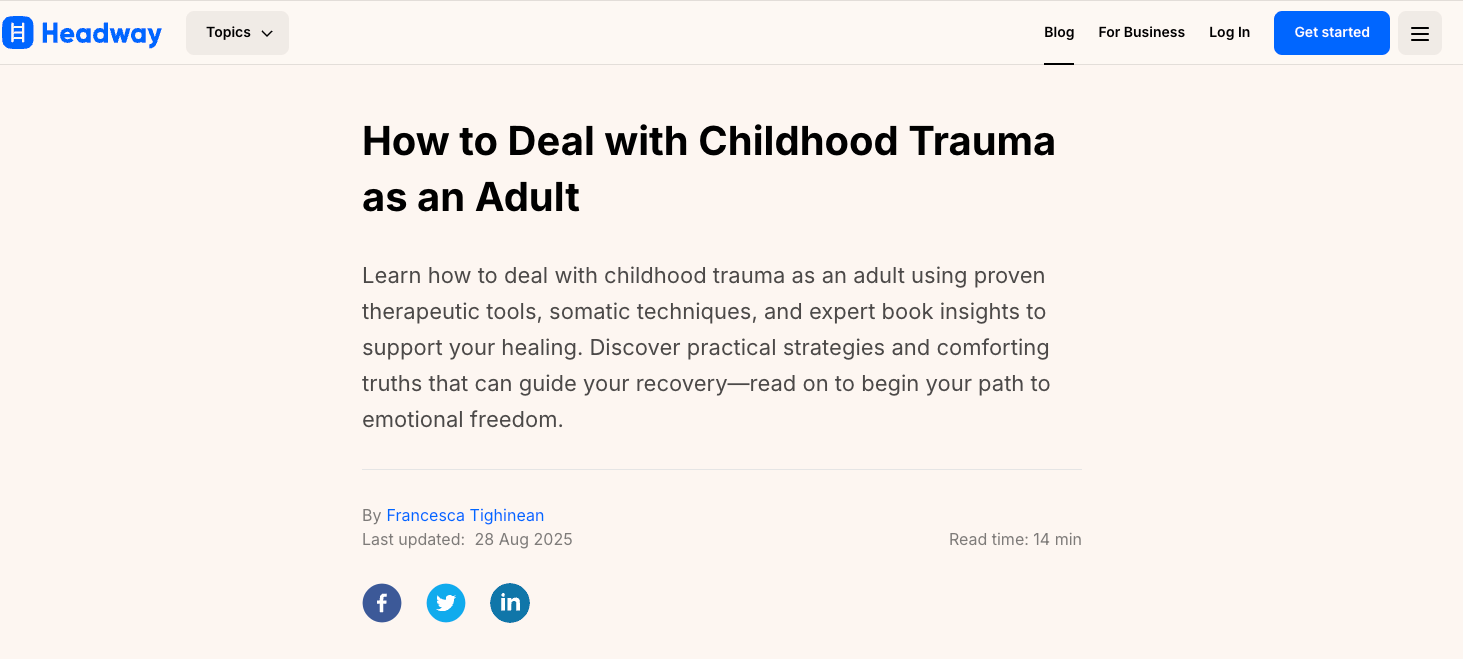 Headway
Topics
Blog
For Business
Log In
Get started
How to Deal with Childhood Trauma
as an Adult
Learn how to deal with childhood trauma as an adult using proven
therapeutic tools, somatic techniques, and expert book insights to
support your healing. Discover practical strategies and comforting
truths that can guide your recovery—read on to begin your path to
emotional freedom.
By Francesca Tighinean
Last updated: 28 Aug 2025
Read time: 14 min
f
in